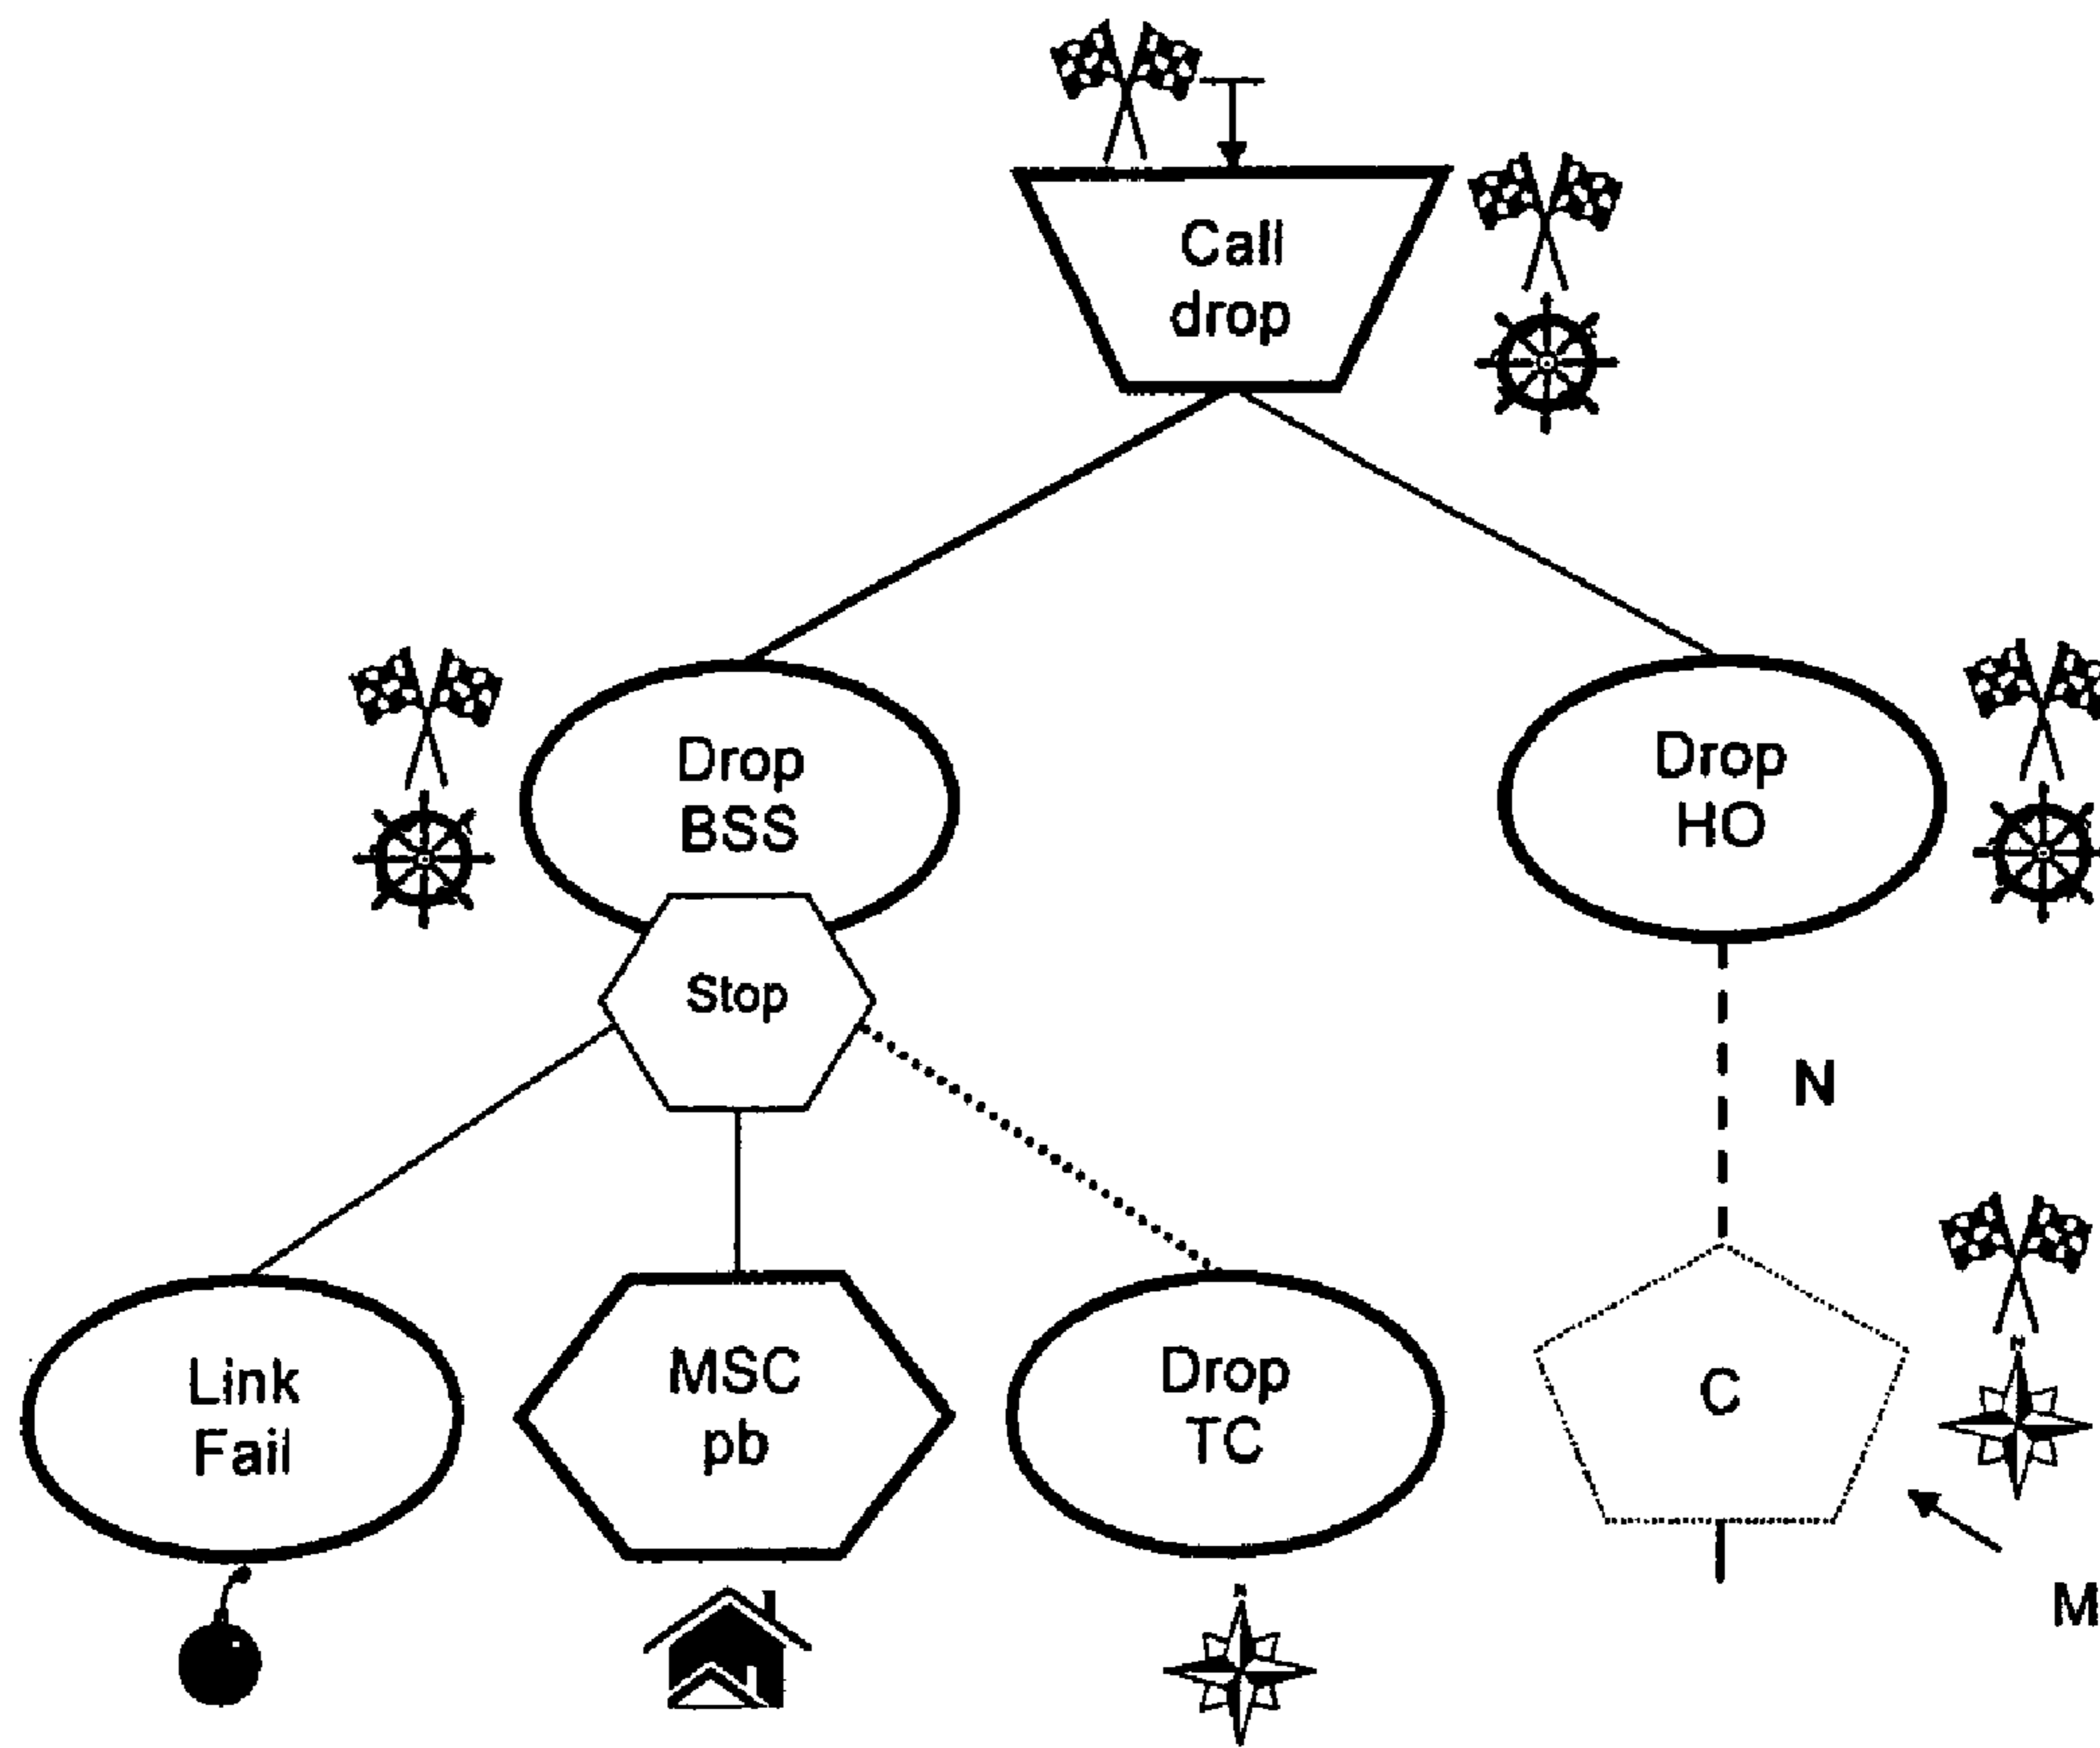 Call
drop
Drop
BSS
Drop
HO
Stop
N
Link
Fail
MSC
pb
Drop
TC
C
N
M
N